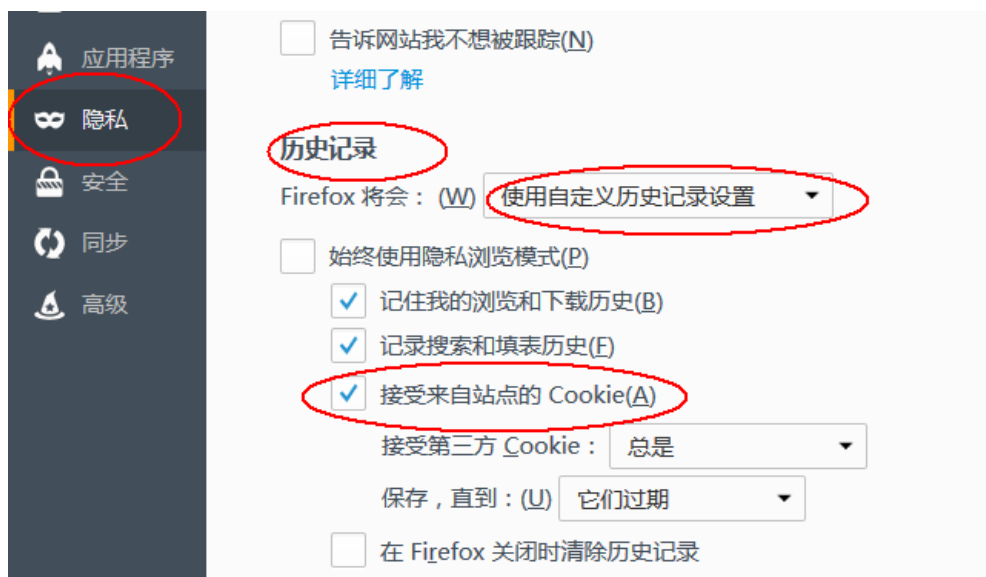 应用程序
隐私
安全
同步
高级
告诉网站我不想被跟踪(N)
详细了解
历史记录
Firefox 将会： (W) 使用自定义历史记录设置
始终使用隐私浏览模式(P)
记住我的浏览和下载历史(B)
记录搜索和填表历史(F)
接受来自站点的 Cookie(A)
接受第三方 Cookie： 总是
保存，直到：(U) 它们过期
在 Firefox 关闭时清除历史记录